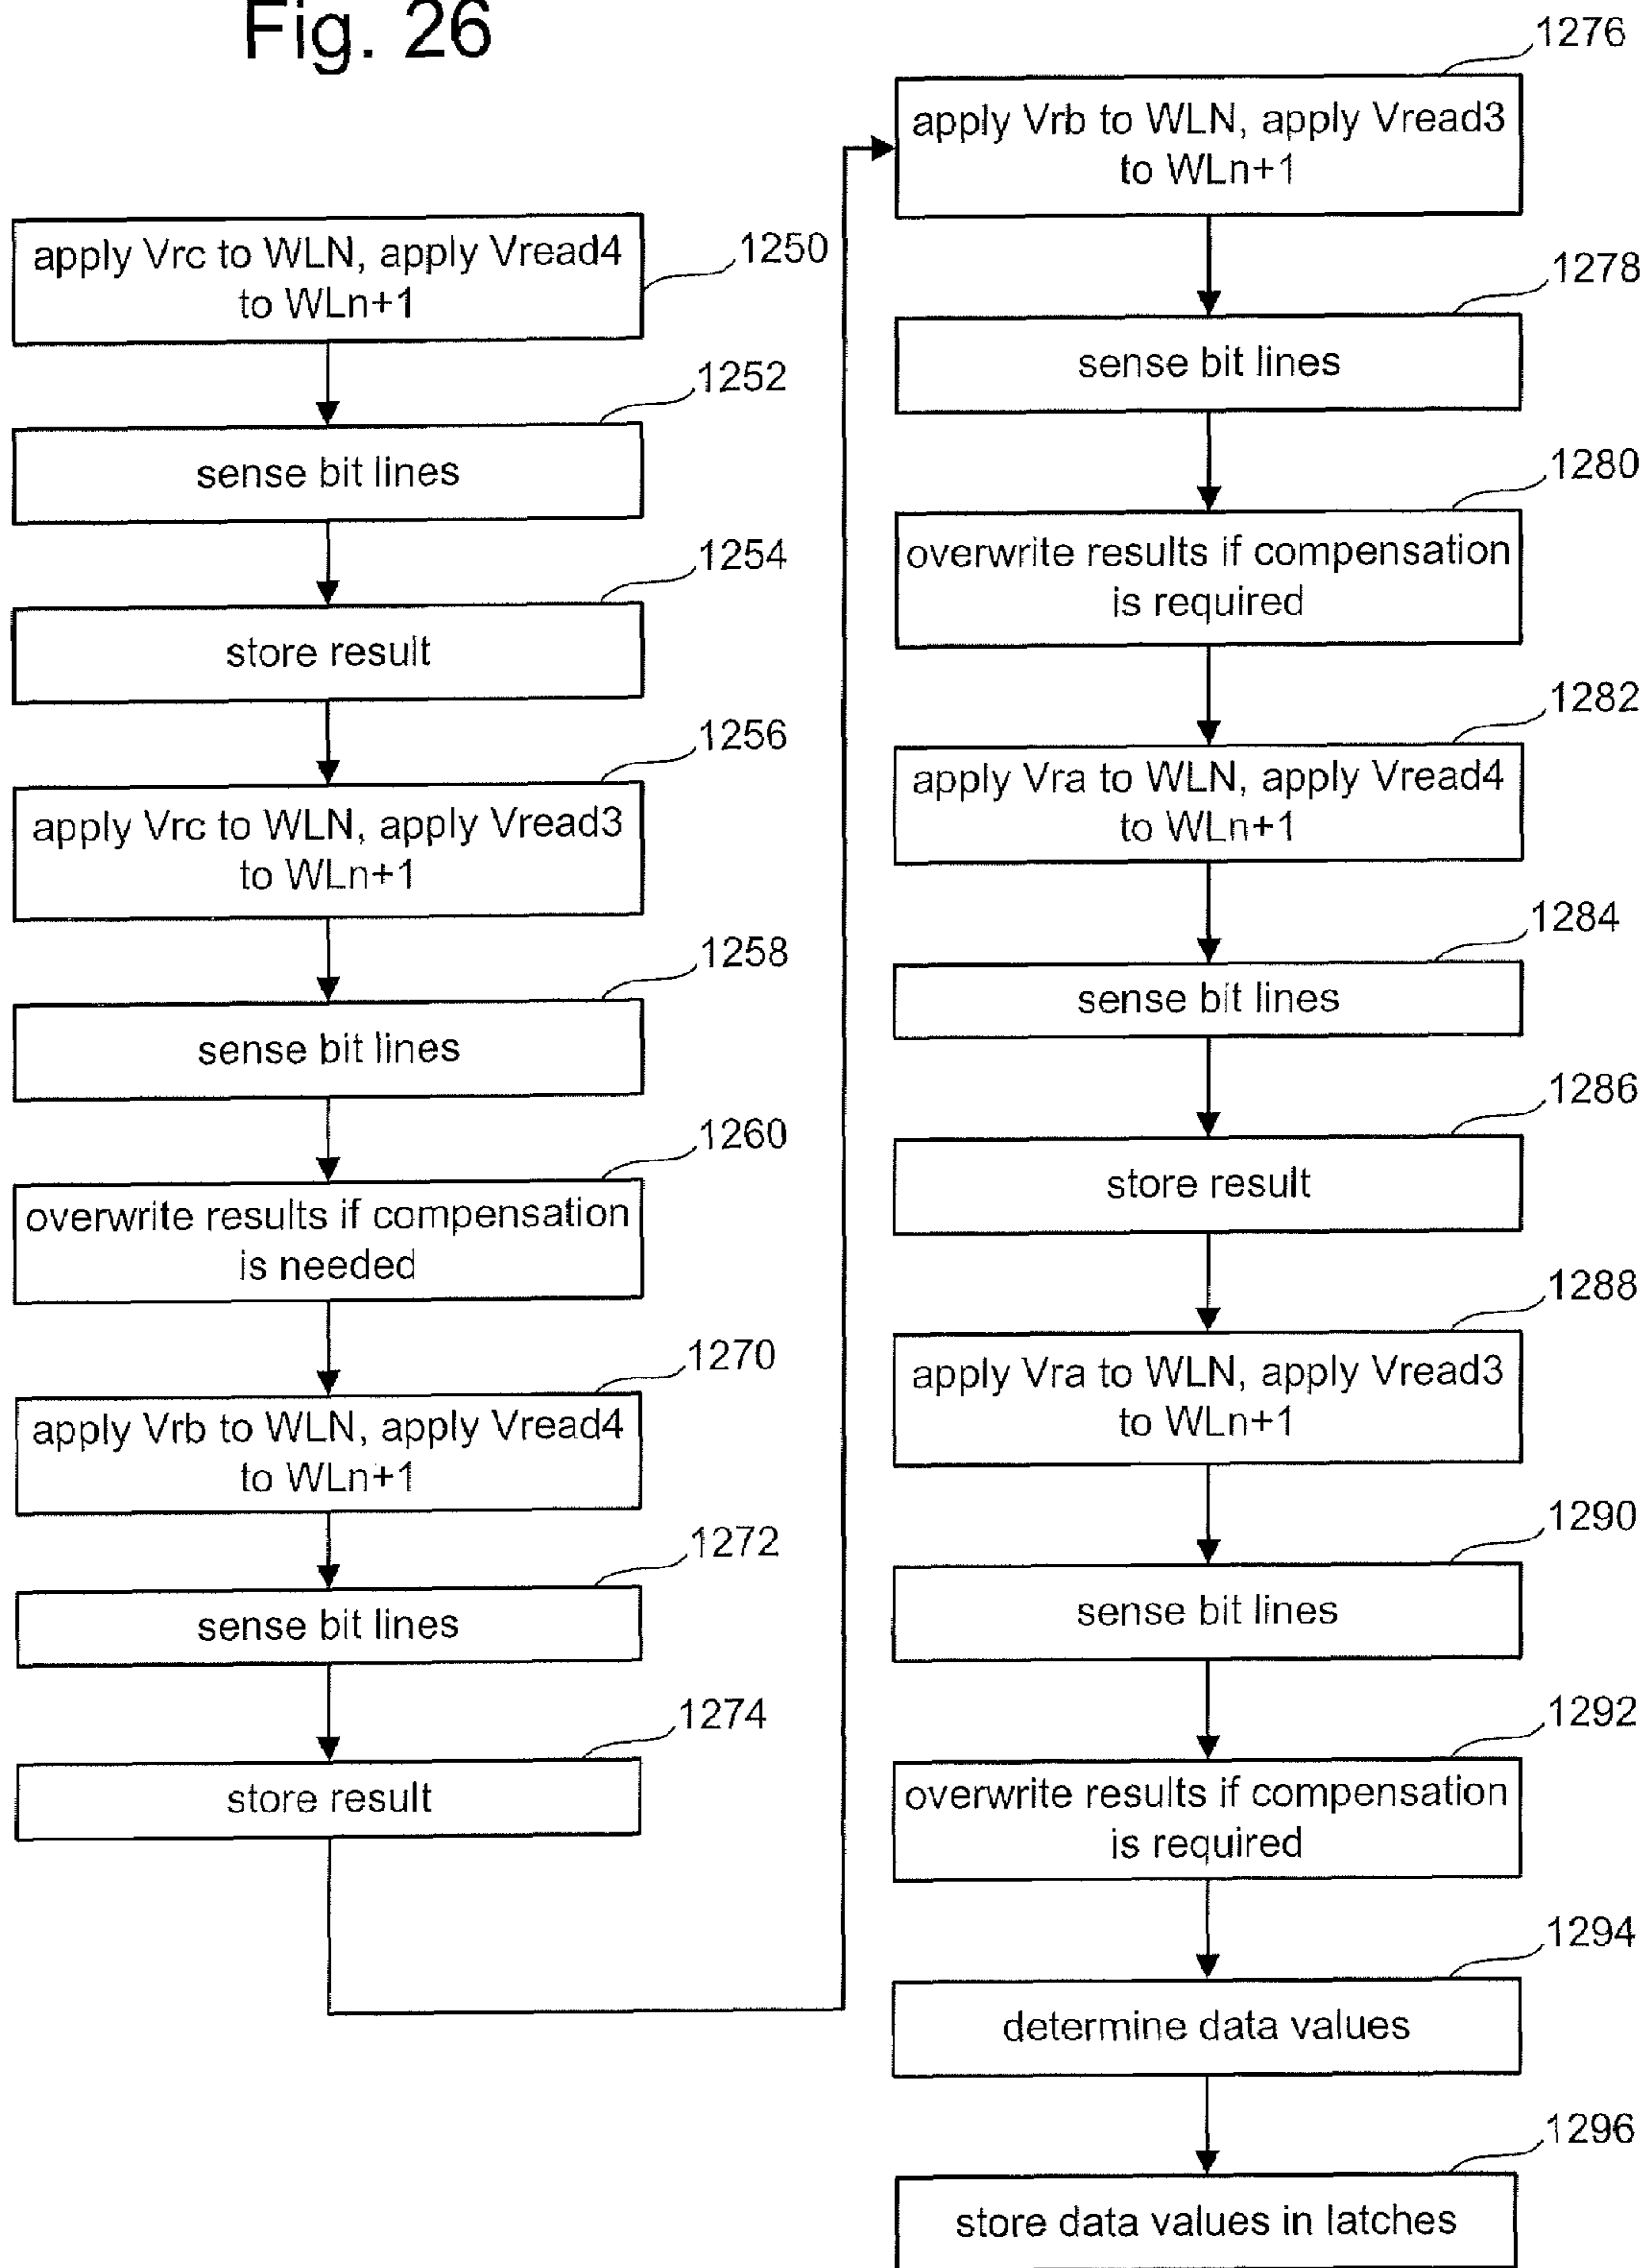 Fig. 26
apply Vrc to WLN, apply Vread4
to WLn+1
1250
1252
sense bit lines
1254
store result
1256
apply Vrc to WLN, apply Vread3
to WLn+1
1258
sense bit lines
1260
overwrite results if compensation
is needed
1270
apply Vrb to WLN, apply Vread4
to WLn+1
1272
sense bit lines
1274
store result
1276
apply Vrb to WLN, apply Vread3
to WLn+1
1278
sense bit lines
1280
overwrite results if compensation
is required
1282
apply Vra to WLN, apply Vread4
to WLn+1
1284
sense bit lines
1286
store result
1288
apply Vra to WLN, apply Vread3
to WLn+1
1290
sense bit lines
1292
overwrite results if compensation
is required
1294
determine data values
1296
store data values in latches